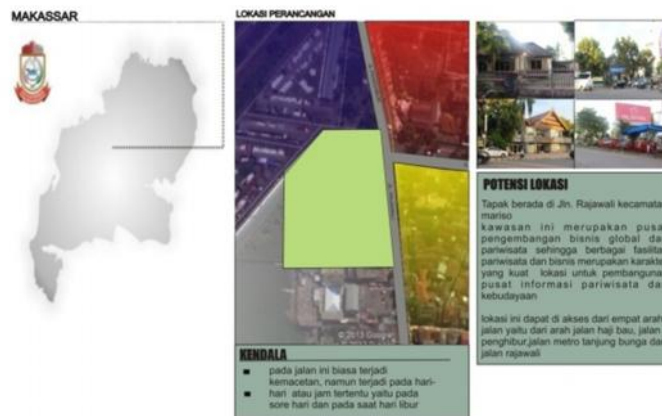 MAKASSAR
LOKASI PERANCANGAN
POTENSI LOKASI
Tapak berada di Jln. Rajawali kecamata
mariso
kawasan ini merupakan pusa
pengembangan bisnis global da
pariwisata sehingga berbagai fasilita
pariwisata dan bisnis merupakan karakte
yang kuat lokasi untuk pembanguna
pusat informasi pariwisata da
kebudayaan
lokasi ini dapat di akses dari empat arah
jalan yaitu dari arah jalan haji bau, jalan
penghibur,jalan metro tanjung bunga da
jalan rajawali
© 2013 Google
KENDALA
pada jalan ini biasa terjadi
kemacetan, namun terjadi pada hari-
hari atau jam tertentu yaitu pada
sore hari dan pada saat hari libur